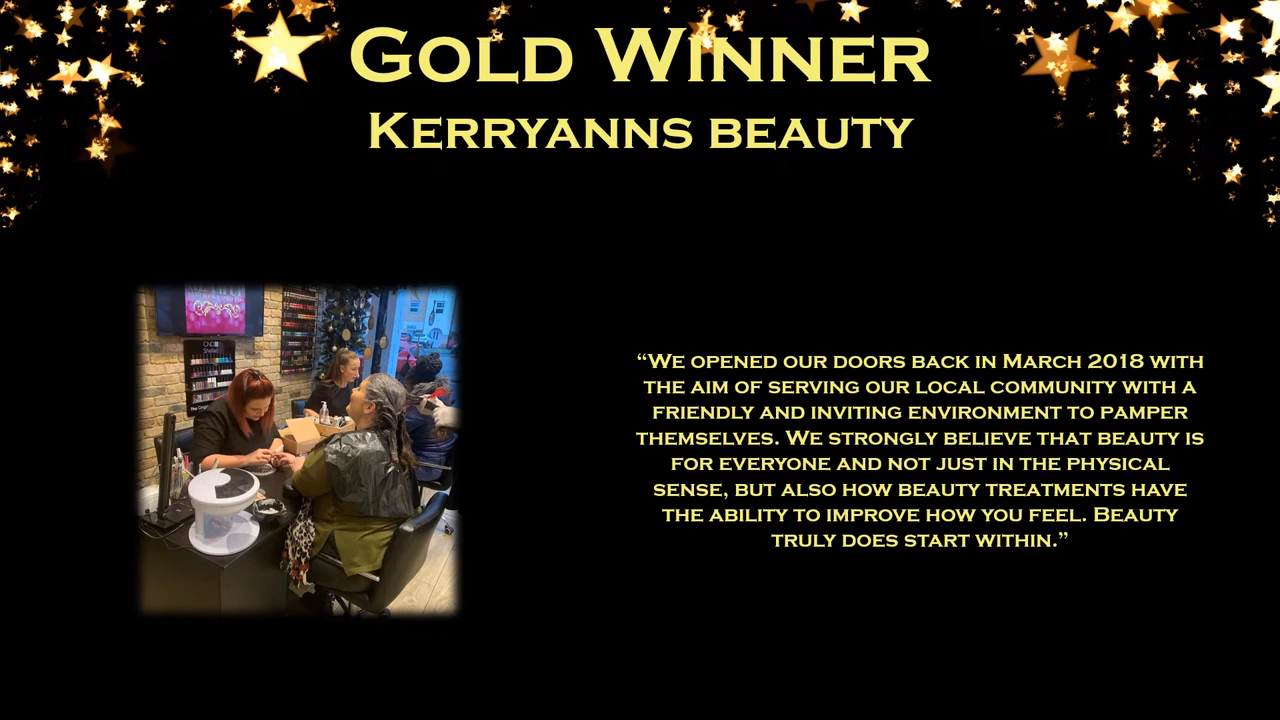 Gold Winner
Kerryanns beauty
“We opened our doors back in March 2018 with
the aim of serving our local community with a
friendly and inviting environment to pamper
themselves. We strongly believe that beauty is
for everyone and not just in the physical
sense, but also how beauty treatments have
the ability to improve how you feel. Beauty
truly does start within.”
CND
Shellac